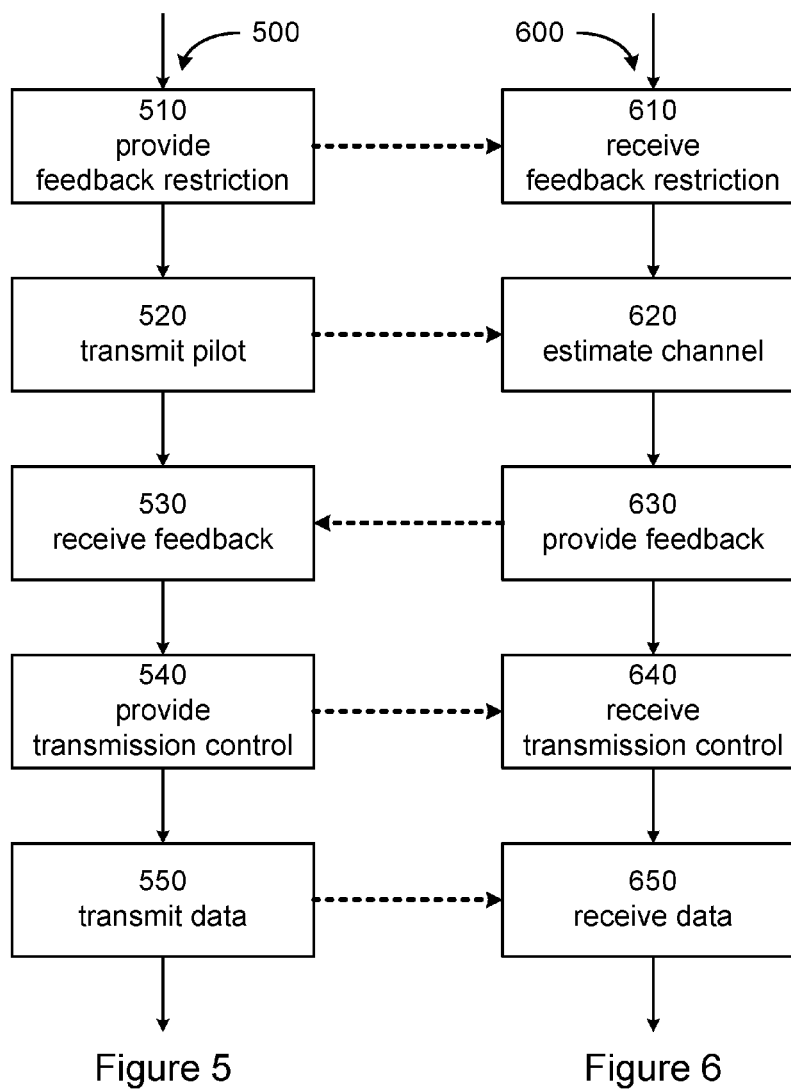 500
510
provide
feedback restriction
520
transmit pilot
530
receive feedback
540
provide
transmission control
550
transmit data
Figure 5
600
610
receive
feedback restriction
620
estimate channel
630
provide feedback
640
receive
transmission control
650
receive data
Figure 6